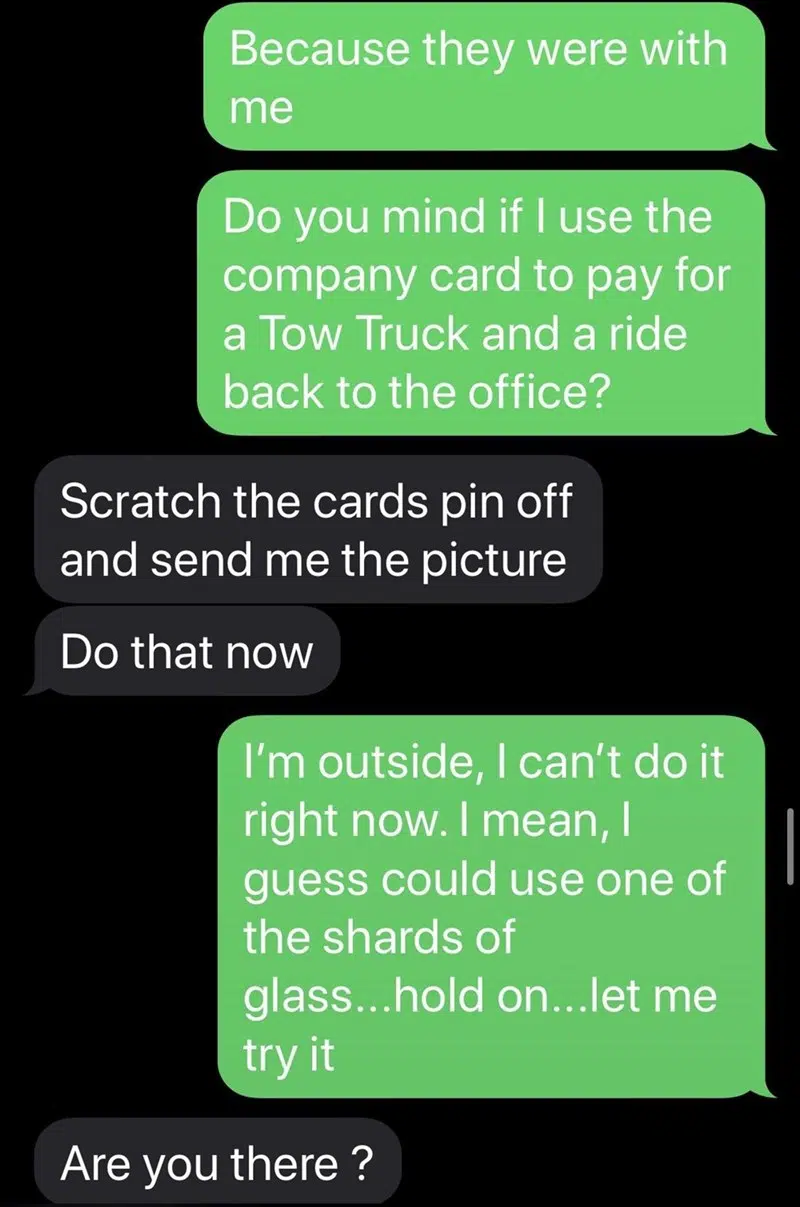 Because they were with
me
Do you mind if I use the
company card to pay for
a Tow Truck and a ride
back to the office?
Scratch the cards pin off
and send me the picture
Do that now
I’m outside, I can’t do it
right now. I mean, I
guess could use one of
the shards of
glass...hold on...let me
try it
Are you there ?